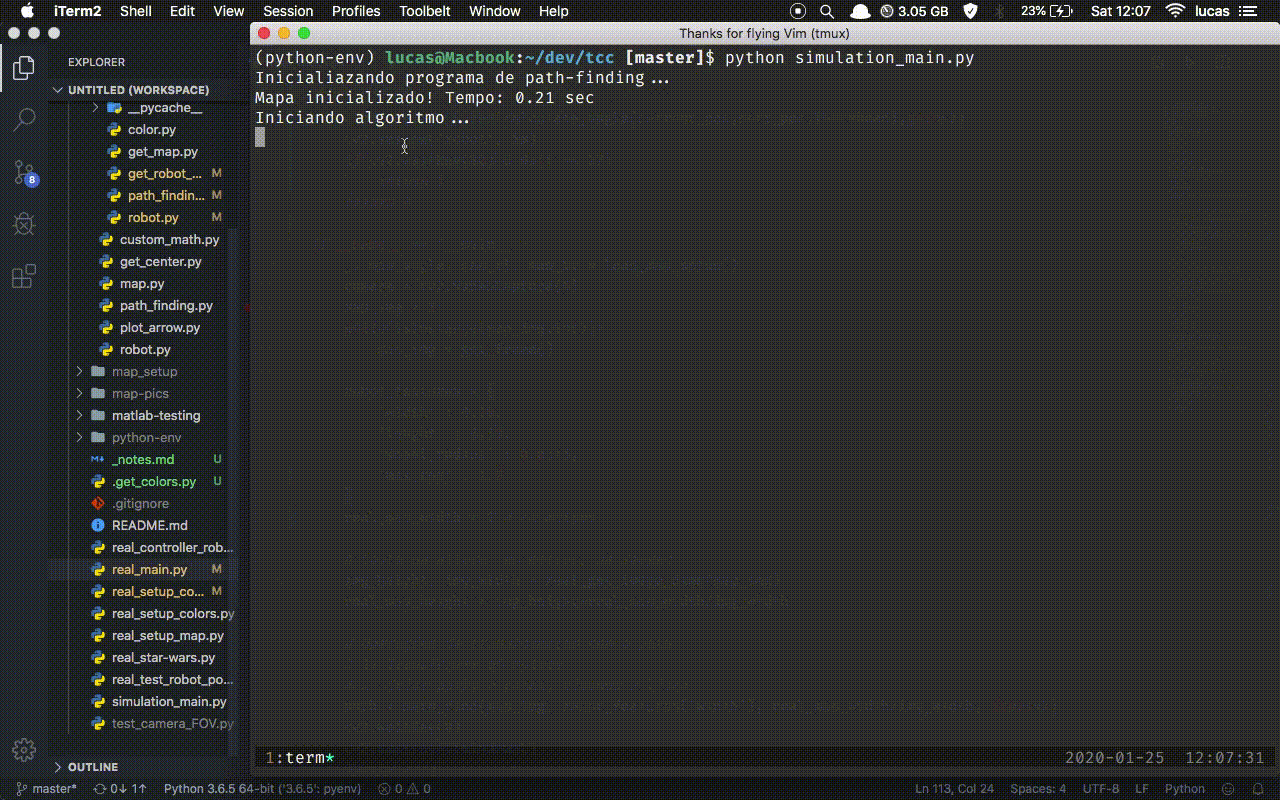 iTerm2 Shell Edit View Session Profiles Toolbelt Window Help 3.05 GB 23% Sat 12:07 lucas
Thanks for flying Vim (tmux)
EXPLORER
UNTITLED (WORKSPACE)
__pycache__
color.py
get_map.py
get_robot_... M
path_findin... M
robot.py M
custom_math.py
get_center.py
map.py
path_finding.py
plot_arrow.py
robot.py
map_setup
map-pics
matlab-testing
python-env
_notes.md U
.get_colors.py U
.gitignore
README.md
real_controller_rob...
real_main.py M
real_setup_co... M
real_setup_colors.py
real_setup_map.py
real_star-wars.py
real_test_robot_po...
simulation_main.py
test_camera_FOV.py
OUTLINE
8
(python-env) lucas@Macbook:~/dev/tcc [master]$ python simulation_main.py
Inicialiazando programa de path-finding...
Mapa inicializado! Tempo: 0.21 sec
Iniciando algoritmo...
1:term* 2020-01-25 12:07:31
master* 0↓ 1↑ Python 3.6.5 64-bit ('3.6.5': pyenv) 0 0 Ln 113, Col 24 Spaces: 4 UTF-8 LF Python